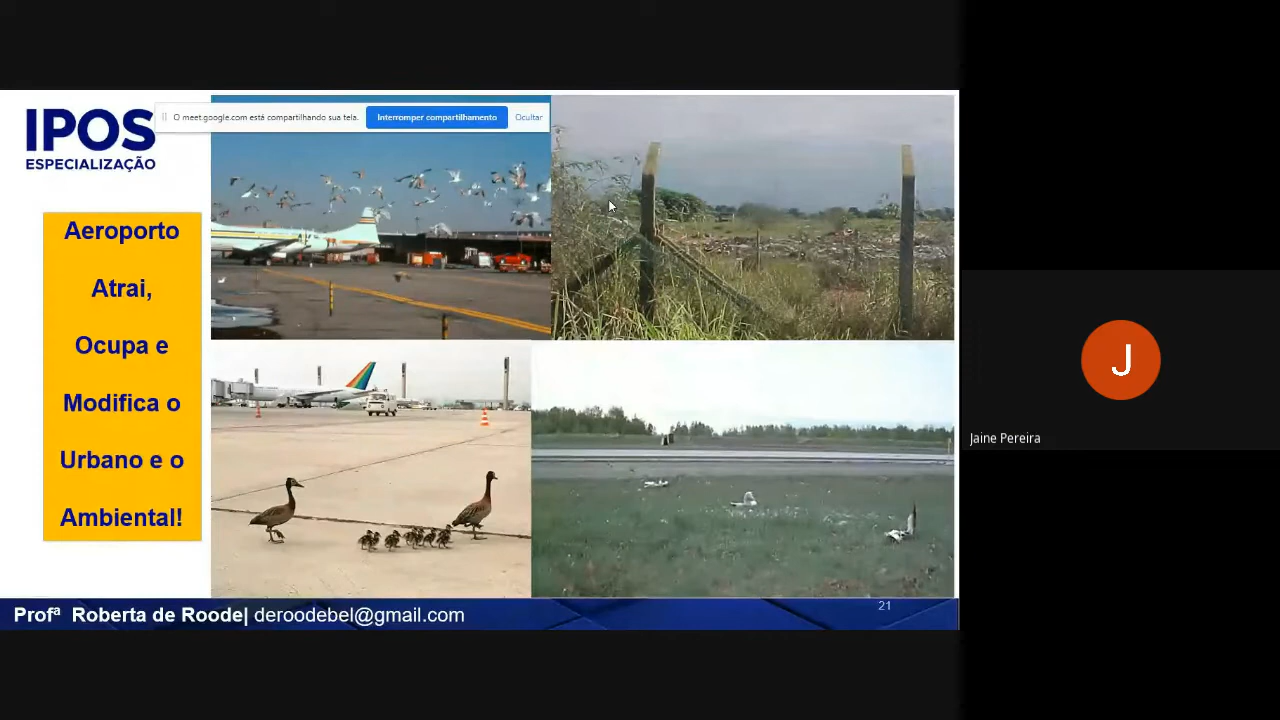 IPOS
ESPECIALIZAÇÃO
O meet.google.com está compartilhando sua tela.
Interromper compartilhamento
Ocultar
Aeroporto
Atrai,
Ocupa e
Modifica o
Urbano e o
Ambiental!
J
Jaine Pereira
Profª Roberta de Roode| deroodebel@gmail.com
21